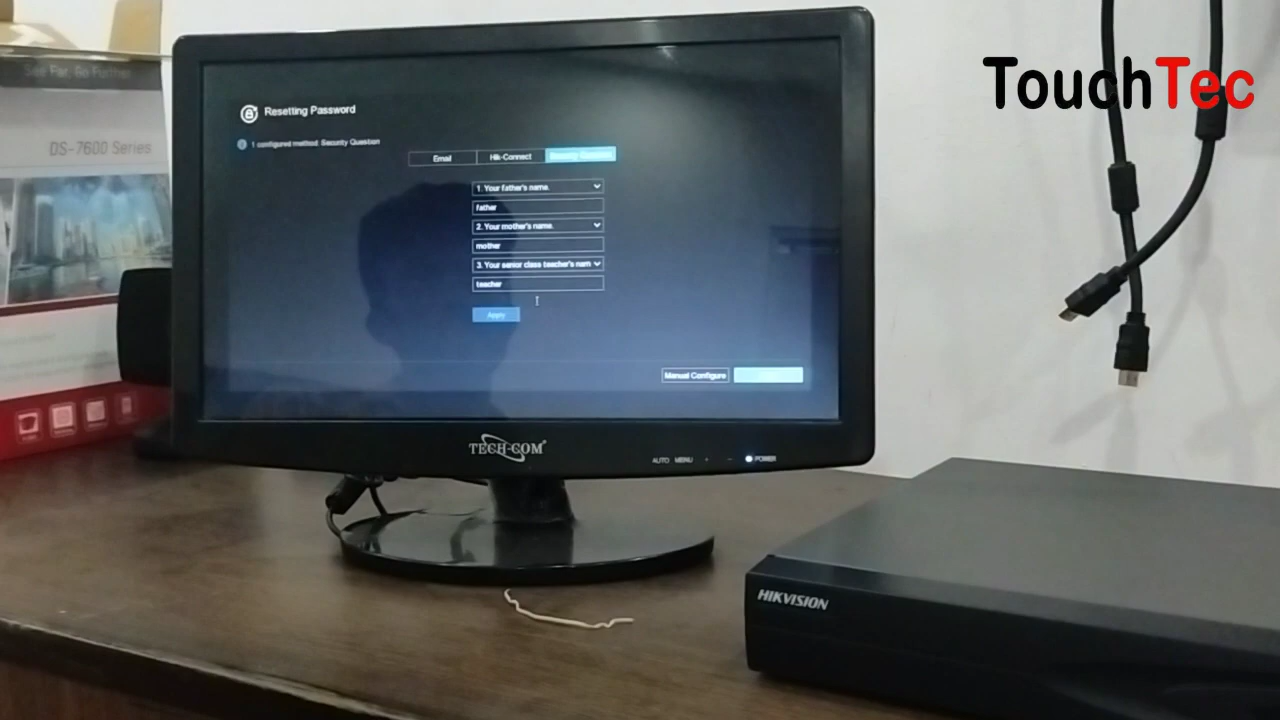 TouchTec
See Far, Go Further
DS-7600 Series
Resetting Password
1 configured method: Security Question
Email
Hik-Connect
Security Question
1. Your father's name.
father
2. Your mother's name.
mother
3. Your senior class teacher's nam
teacher
Apply
Manual Configure
TECH-COM
AUTO MENU + - POWER
HIKVISION